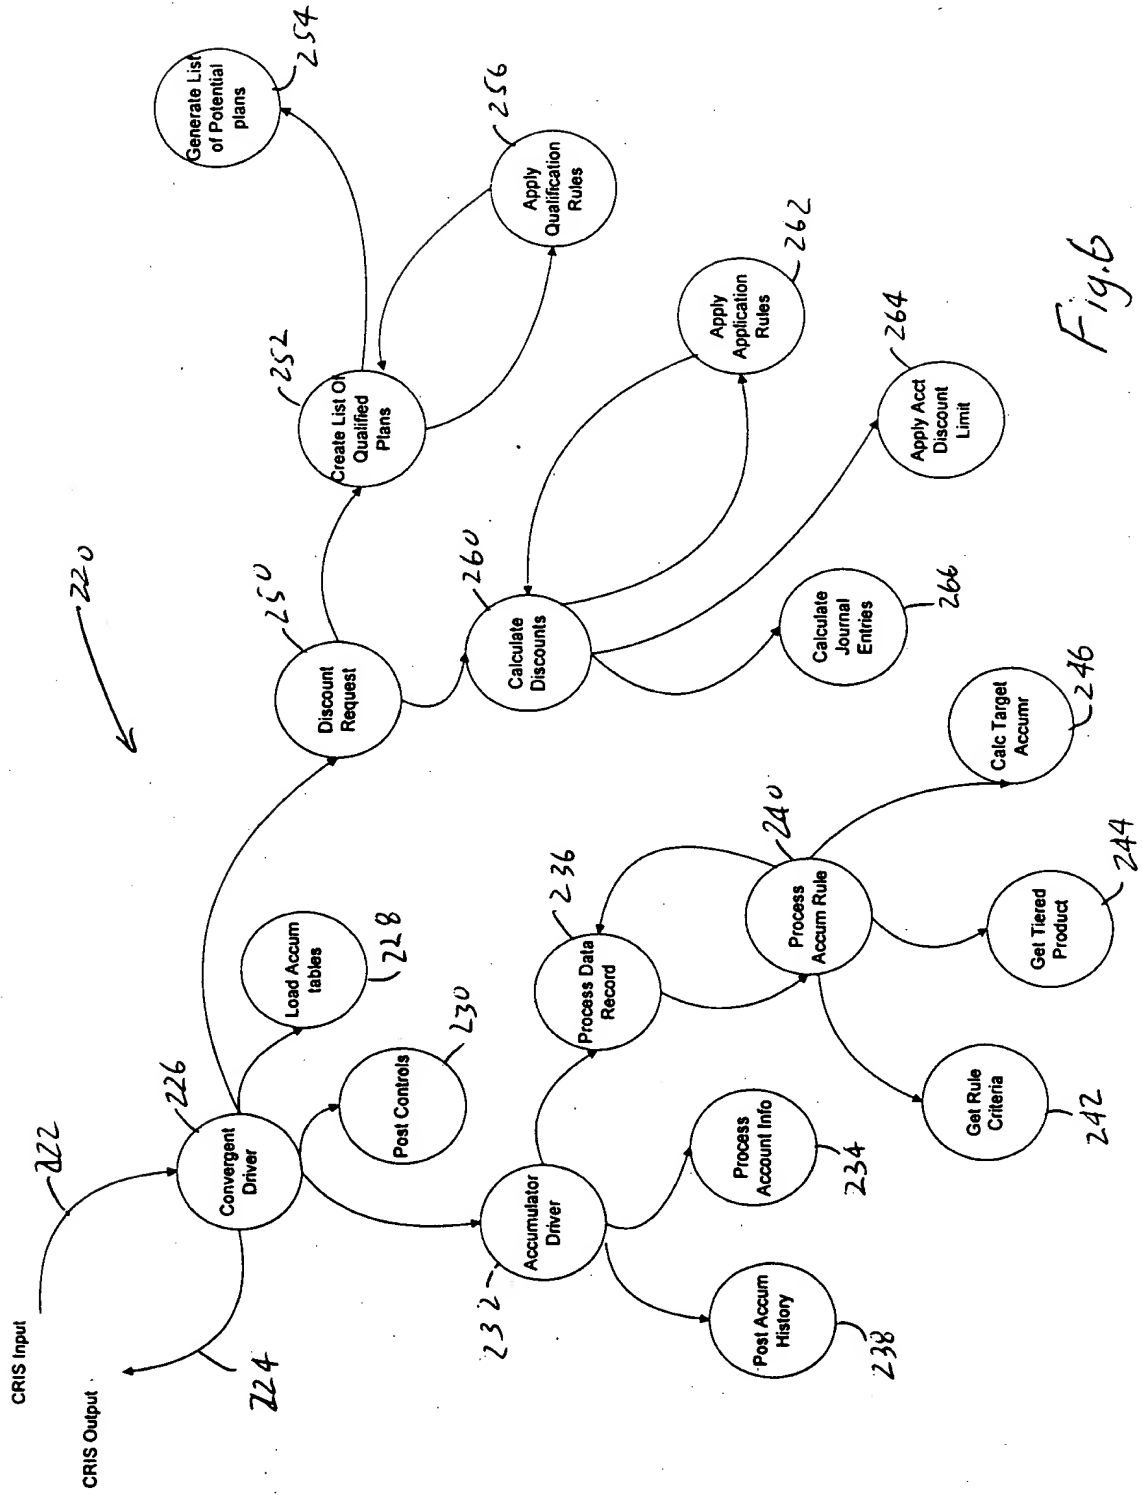 CRIS Input
222
CRIS Output
224
220
Convergent
Driver
226
Load Accum
tables
228
Post Controls
230
Accumulator
Driver
232
Process
Account Info
234
Process Data
Record
236
Post Accum
History
238
Process
Accum Rule
240
Get Rule
Criteria
242
Get Tiered
Product
244
Calc Target
Accumr
246
Discount
Request
250
Create List Of
Qualified
Plans
252
Generate List
of Potential
plans
254
Apply
Qualification
Rules
256
Calculate
Discounts
260
Apply
Application
Rules
262
Apply Acct
Discount
Limit
264
Calculate
Journal
Entries
266
Fig.6